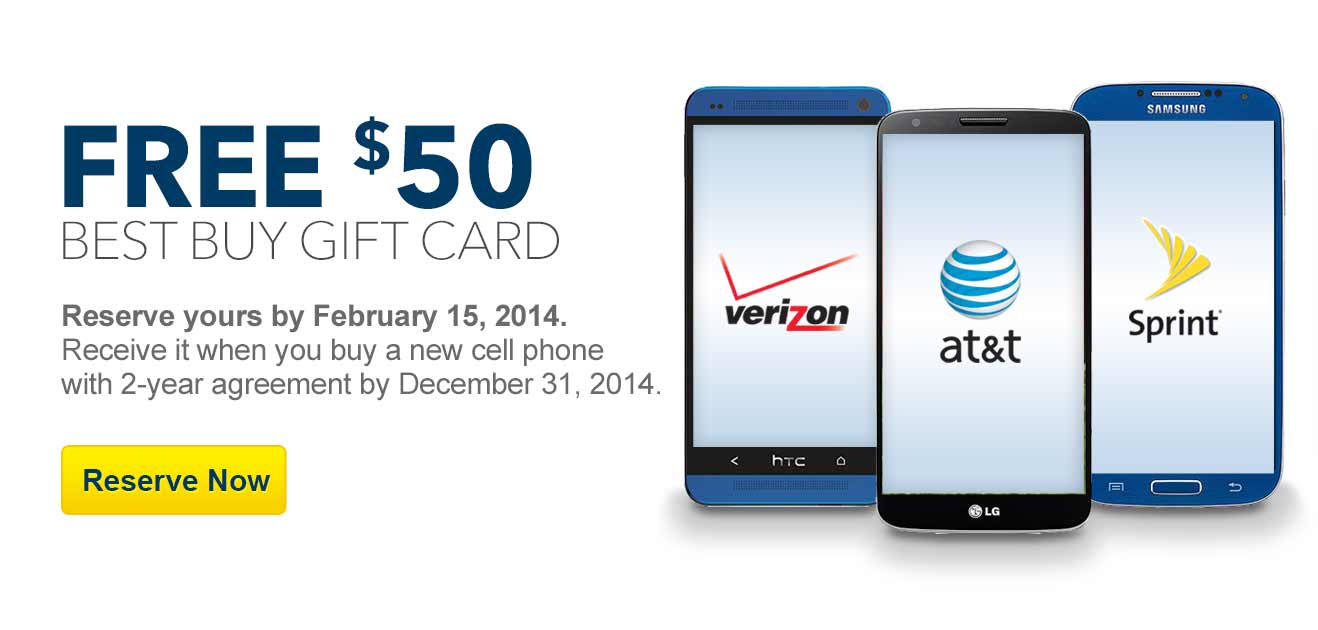 FREE $50
BEST BUY GIFT CARD
Reserve yours by February 15, 2014.
Receive it when you buy a new cell phone
with 2-year agreement by December 31, 2014.
Reserve Now
verizon
hTC
at&t
LG
SAMSUNG
Sprint